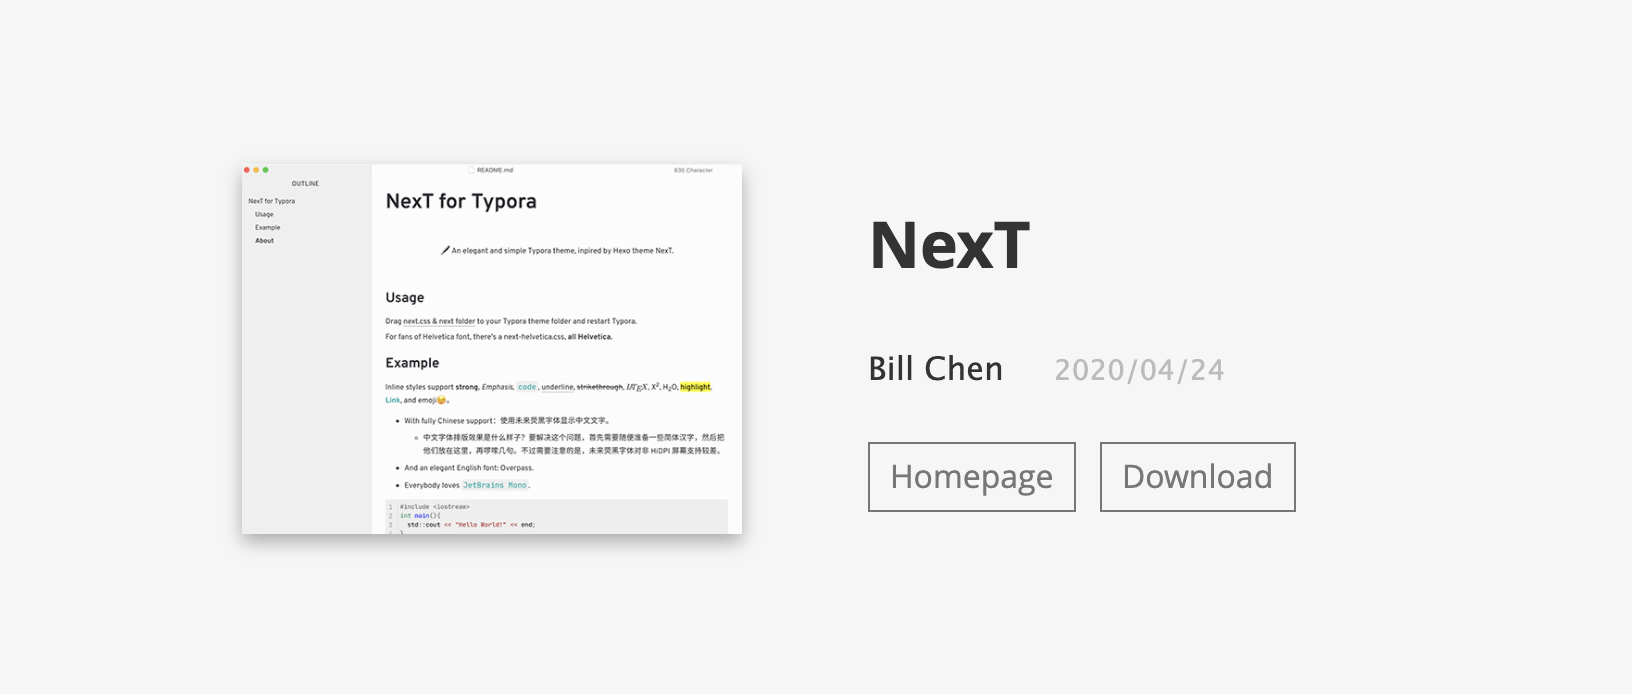 README.md
835 Character
OUTLINE
NexT for Typora
Usage
Example
About
NexT for Typora
An elegant and simple Typora theme, inpired by Hexo theme NexT.
Usage
Drag next.css & next folder to your Typora theme folder and restart Typora.
For fans of Helvetica font, there's a next-helvetica.css, all Helvetica.
Example
Inline styles support strong, Emphasis, code, underline, strikethrough, LATEX, X², H₂O, highlight,
Link, and emoji😉。
With fully Chinese support：使用未来荧黑字体显示中文文字。
中文字体排版效果是什么样子？要解决这个问题，首先需要随便准备一些简体汉字，然后把
他们放在这里，再啰嗦几句。不过需要注意的是，未来荧黑字体对非 HiDPI 屏幕支持较差。
And an elegant English font: Overpass.
Everybody loves JetBrains Mono.
1 #include <iostream>
2 int main(){
3 std::cout << "Hello World!" << end;
NexT
Bill Chen 2020/04/24
Homepage Download